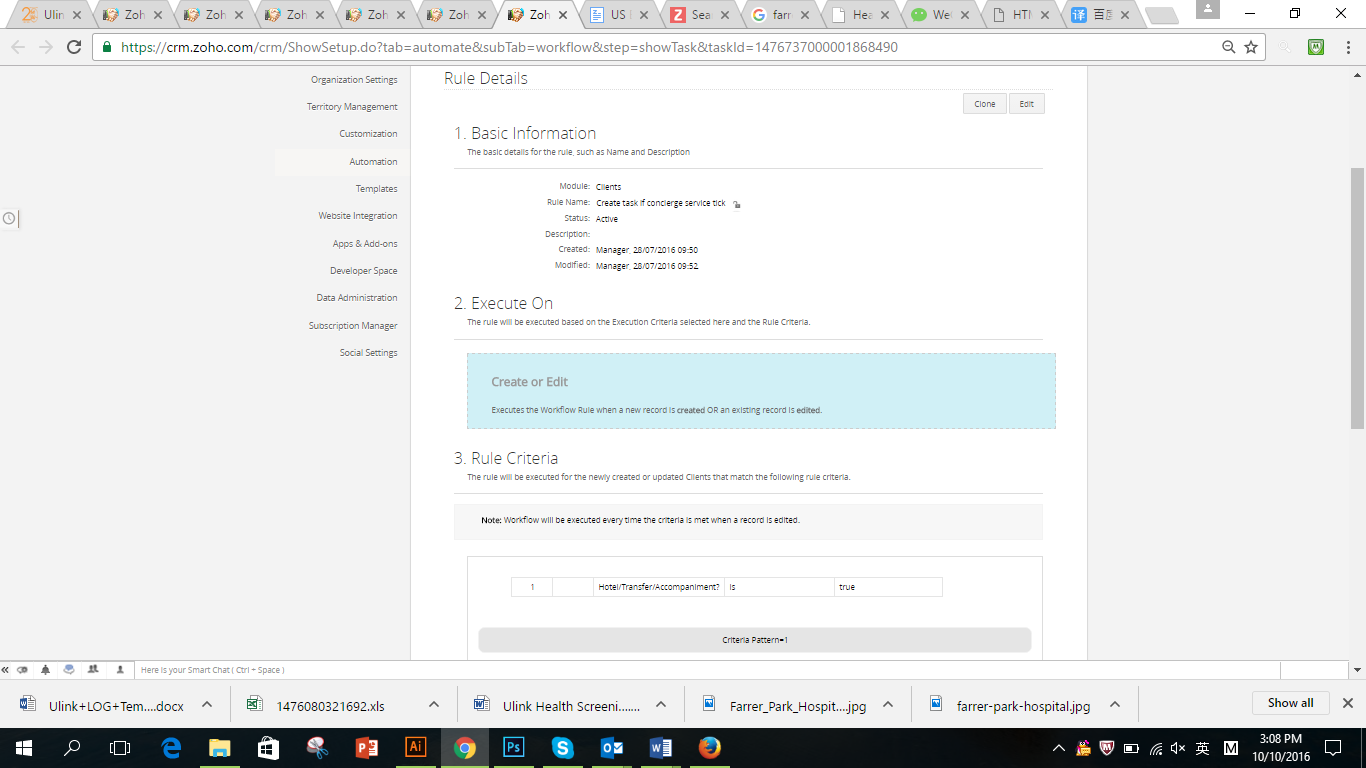 Ulin
Zoh
Zoh
Zoh
Zoh
Zoh
Zoh
US
Sea
farr
Hea
We
HTM
译
百度
https://crm.zoho.com/crm/ShowSetup.do?tab=automate&subTab=workflow&step=showTask&taskId=1476737000001868490
Organization Settings
Territory Management
Customization
Automation
Templates
Website Integration
Apps & Add-ons
Developer Space
Data Administration
Subscription Manager
Social Settings
Rule Details
Clone Edit
1. Basic Information
The basic details for the rule, such as Name and Description
Module: Clients
Rule Name: Create task if concierge service tick
Status: Active
Description:
Created: Manager, 28/07/2016 09:50
Modified: Manager, 28/07/2016 09:52
2. Execute On
The rule will be executed based on the Execution Criteria selected here and the Rule Criteria.
Create or Edit
Executes the Workflow Rule when a new record is created OR an existing record is edited.
3. Rule Criteria
The rule will be executed for the newly created or updated Clients that match the following rule criteria.
Note: Workflow will be executed every time the criteria is met when a record is edited.
1 Hotel/Transfer/Accompaniment? is true
Criteria Pattern=1
Here is your Smart Chat ( Ctrl + Space )
Ulink+LOG+Tem....docx
1476080321692.xls
Ulink Health Screeni.......
Farrer_Park_Hospit....jpg
farrer-park-hospital.jpg
Show all
英
M
3:08 PM
10/10/2016